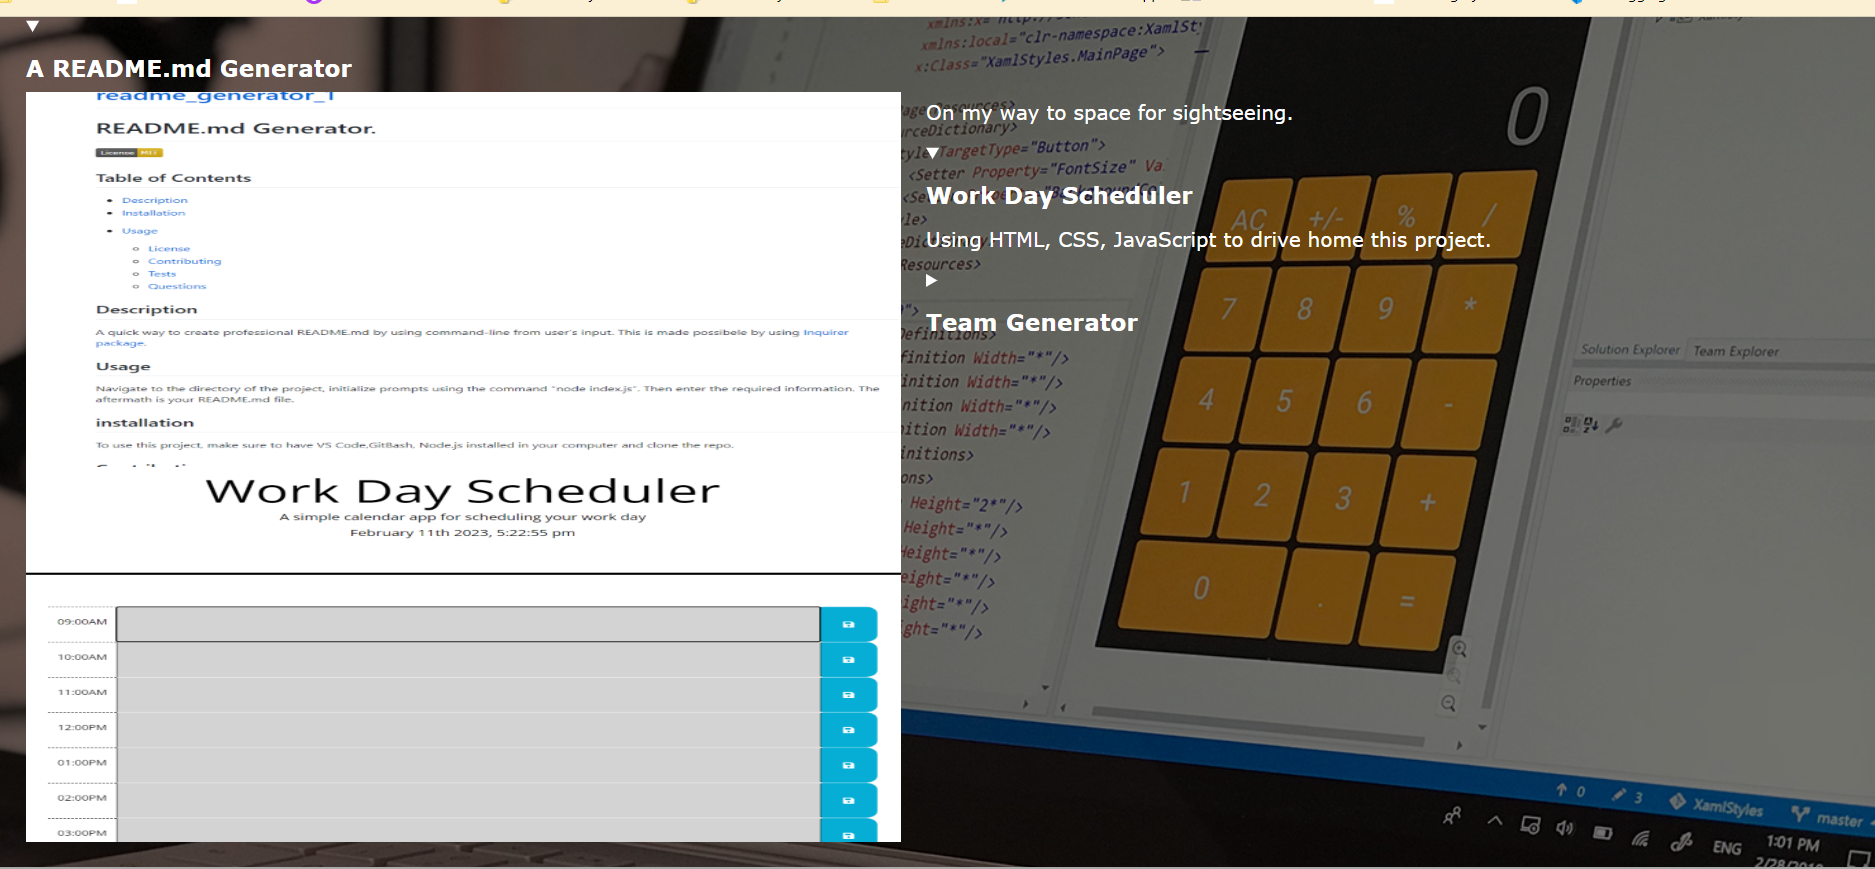 A README.md Generator
readme_generator_1
README.md Generator.
License MIT
Table of Contents
Description
Installation
Usage
License
Contributing
Tests
Questions
Description
A quick way to create professional README.md by using command-line from user's input. This is made possibele by using Inquirer
package.
Usage
Navigate to the directory of the project, initialize prompts using the command "node index.js". Then enter the required information. The
aftermath is your README.md file.
installation
To use this project, make sure to have VS Code,GitBash, Node.js installed in your computer and clone the repo.
Work Day Scheduler
A simple calendar app for scheduling your work day
February 11th 2023, 5:22:55 pm
09:00AM
10:00AM
11:00AM
12:00PM
01:00PM
02:00PM
03:00PM
On my way to space for sightseeing.
Work Day Scheduler
Using HTML, CSS, JavaScript to drive home this project.
Team Generator
xmlns:local="clr-namespace:XamlSt
x:Class="XamlStyles.MainPage">
TargetType="Button">
<Setter Property="FontSize" Va
Resources>
Definitions>
finition Width="*"/>
inition Width="*"/>
nition Width="*"/>
ition Width="*"/>
initions>
ons>
Height="2*"/>
Height="*"/>
Height="*"/>
eight="*"/>
ight="*"/>
ght="*"/>
0
AC +/- % /
7 8 9 *
4 5 6 -
1 2 3 +
0 . =
Solution Explorer Team Explorer
Properties
0 3 XamlStyles master
ENG 1:01 PM